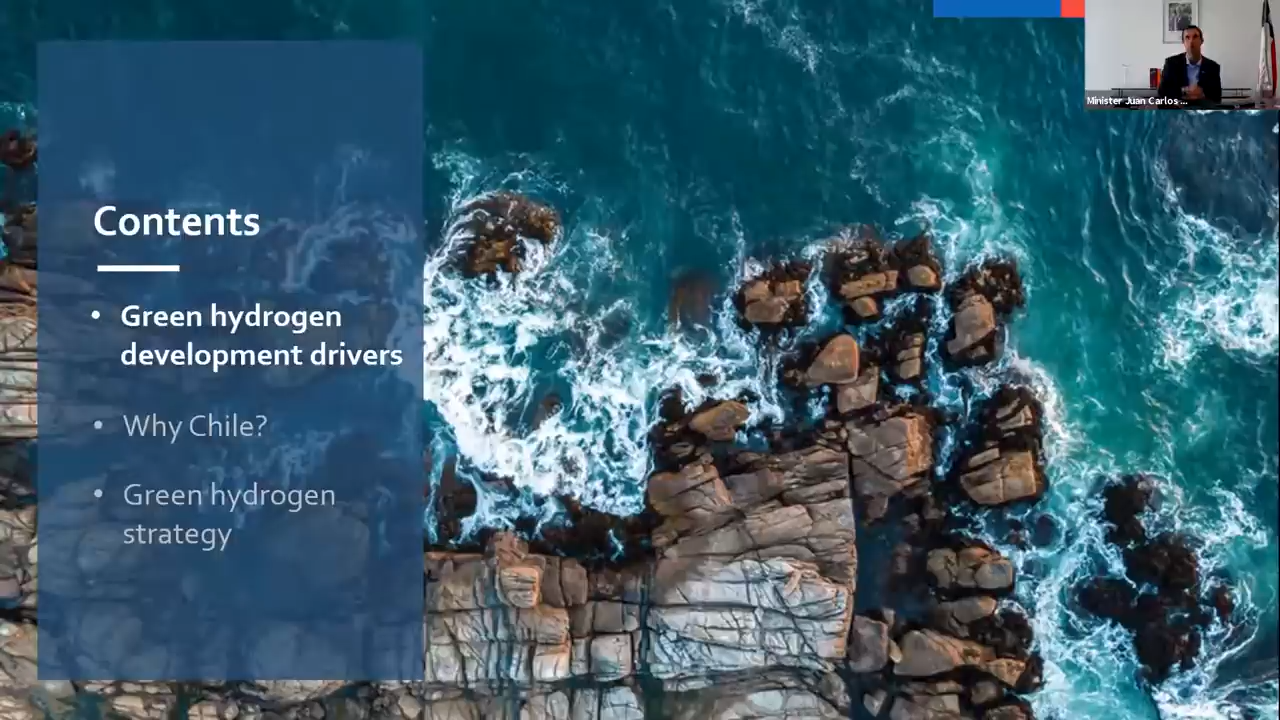 Minister Juan Carlos ...
Contents
• Green hydrogen
development drivers
• Why Chile?
• Green hydrogen
strategy